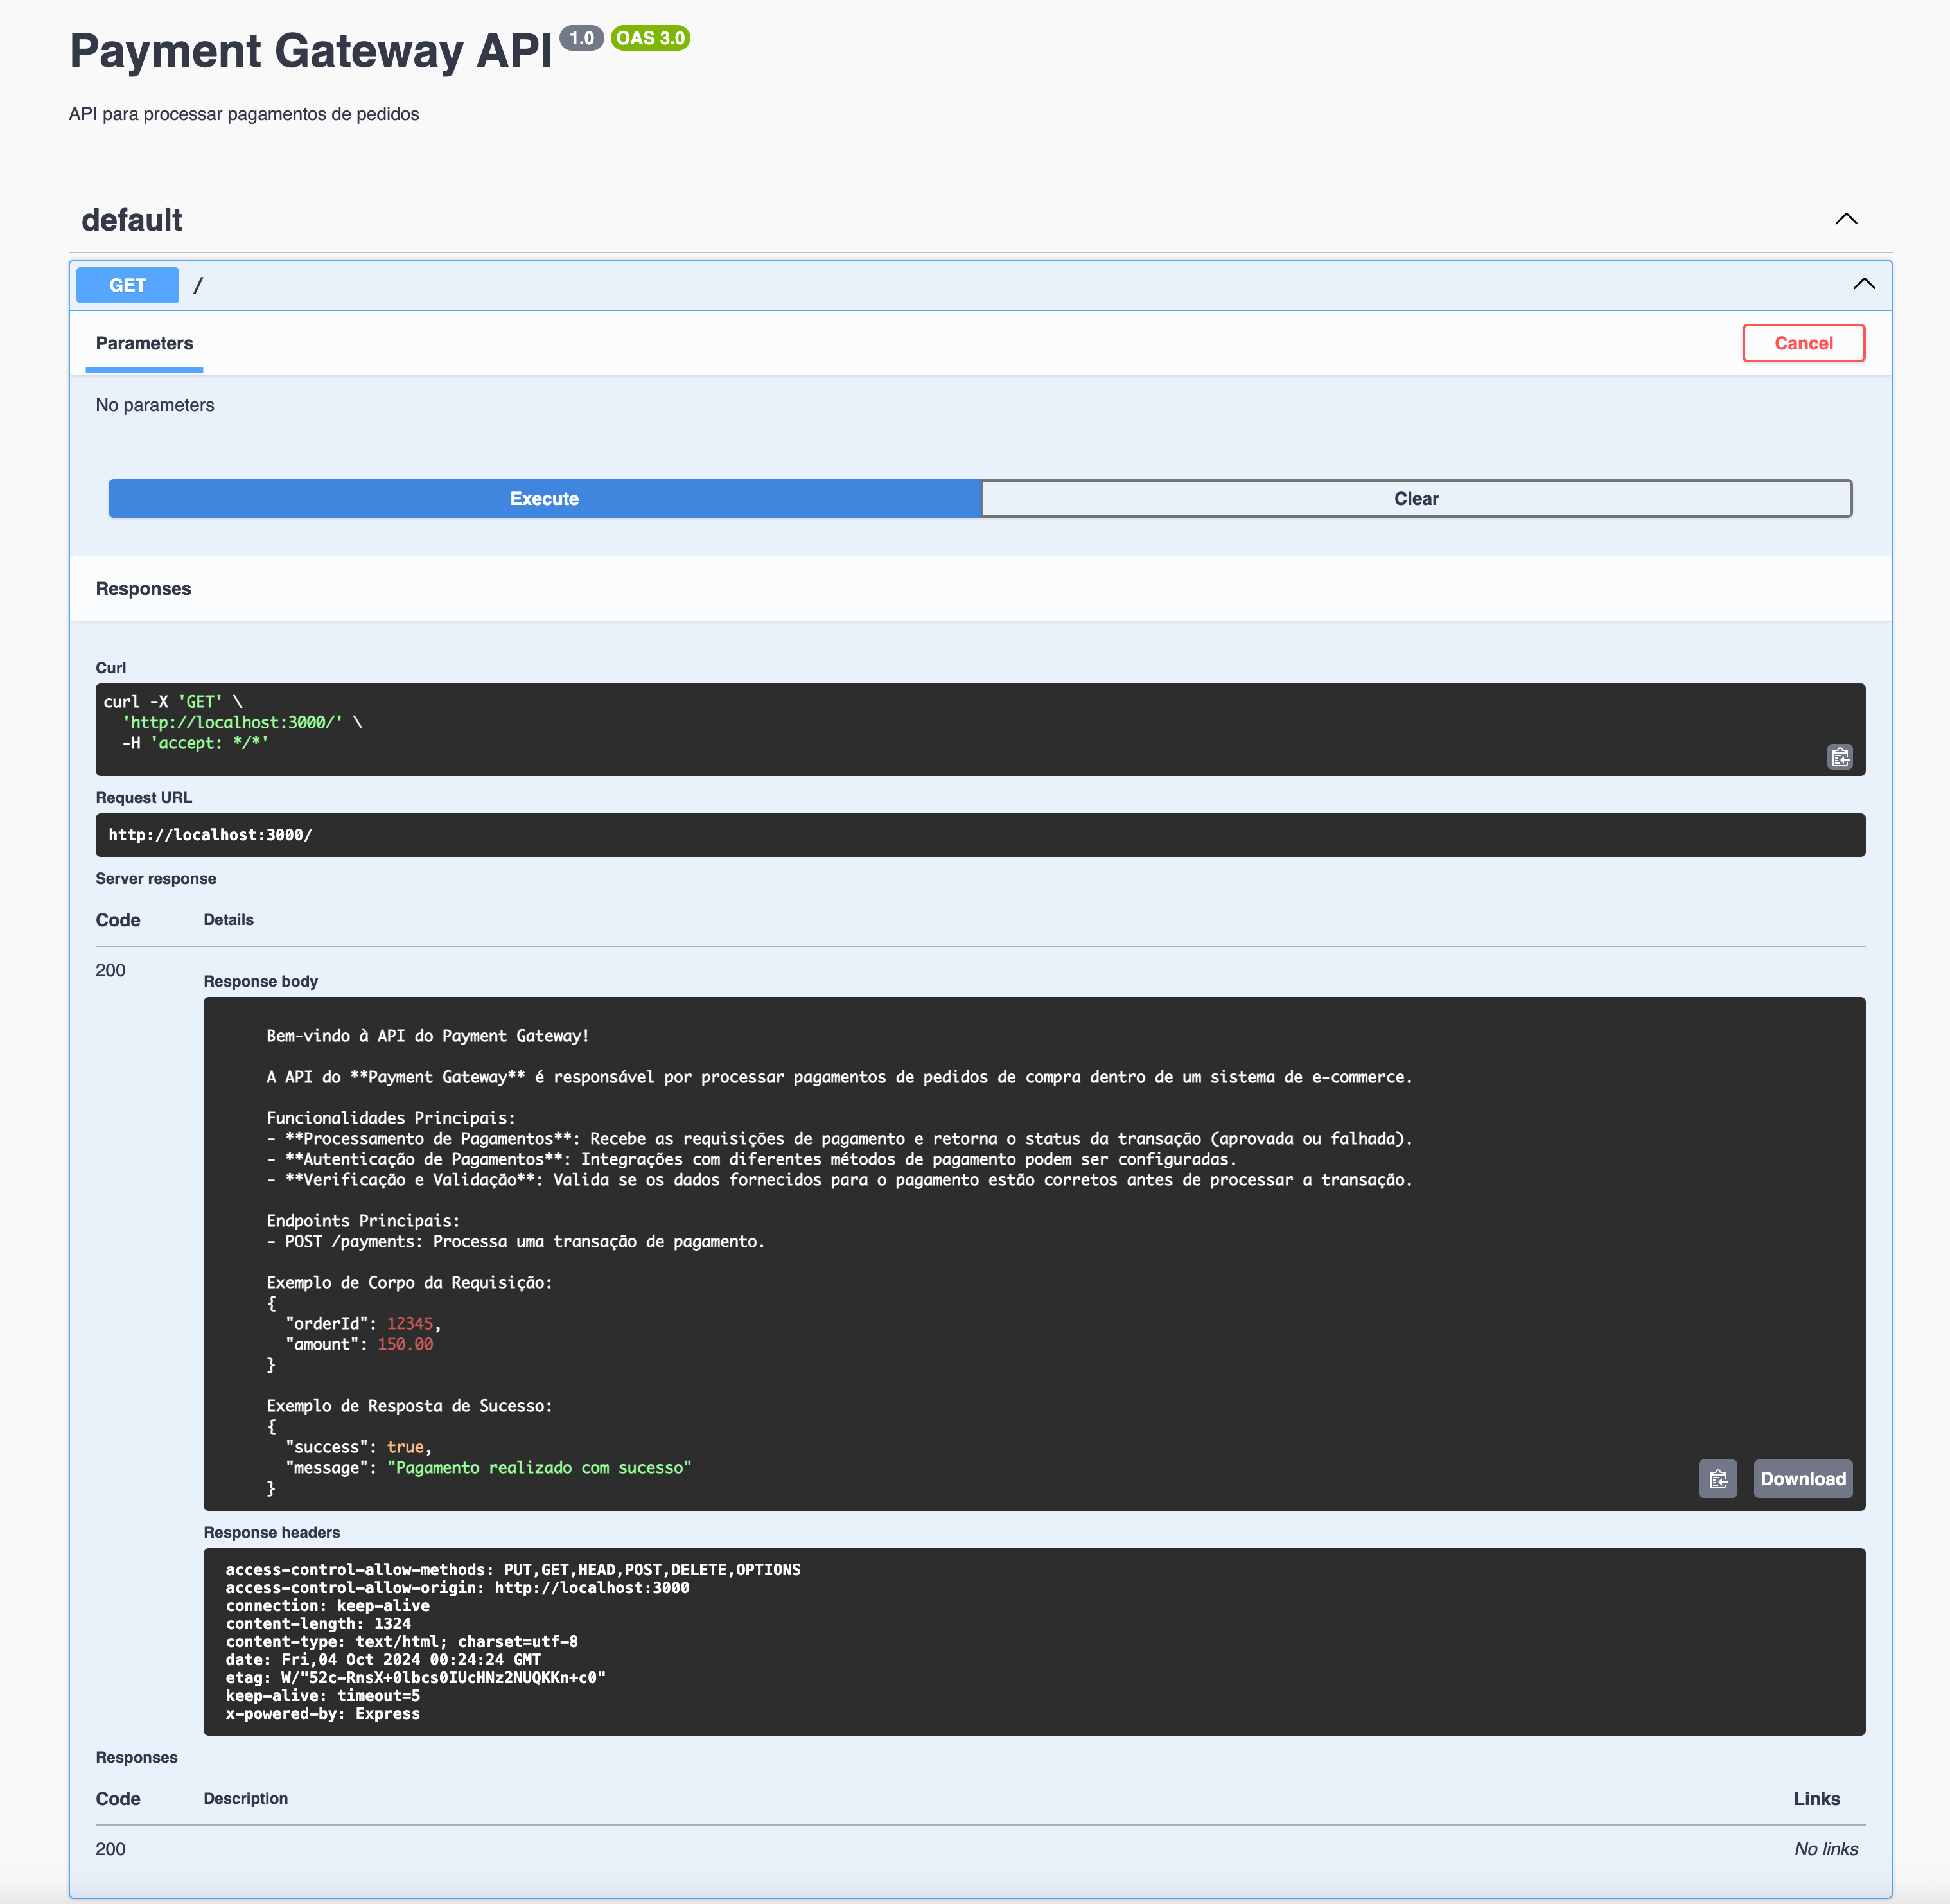 Payment Gateway API 1.0 OAS 3.0
API para processar pagamentos de pedidos
default
GET /
Parameters
Cancel
No parameters
Execute
Clear
Responses
Curl
curl -X 'GET' \
  'http://localhost:3000/' \
  -H 'accept: */*'
Request URL
http://localhost:3000/
Server response
Code Details
200
Response body
Bem-vindo à API do Payment Gateway!
A API do **Payment Gateway** é responsável por processar pagamentos de pedidos de compra dentro de um sistema de e-commerce.
Funcionalidades Principais:
- **Processamento de Pagamentos**: Recebe as requisições de pagamento e retorna o status da transação (aprovada ou falhada).
- **Autenticação de Pagamentos**: Integrações com diferentes métodos de pagamento podem ser configuradas.
- **Verificação e Validação**: Valida se os dados fornecidos para o pagamento estão corretos antes de processar a transação.
Endpoints Principais:
- POST /payments: Processa uma transação de pagamento.
Exemplo de Corpo da Requisição:
{
  "orderId": 12345,
  "amount": 150.00
}
Exemplo de Resposta de Sucesso:
{
  "success": true,
  "message": "Pagamento realizado com sucesso"
}
Download
Response headers
access-control-allow-methods: PUT,GET,HEAD,POST,DELETE,OPTIONS
access-control-allow-origin: http://localhost:3000
connection: keep-alive
content-length: 1324
content-type: text/html; charset=utf-8
date: Fri,04 Oct 2024 00:24:24 GMT
etag: W/"52c-RnsX+0lbcs0IUcHNz2NUQKKn+c0"
keep-alive: timeout=5
x-powered-by: Express
Responses
Code Description Links
200 No links